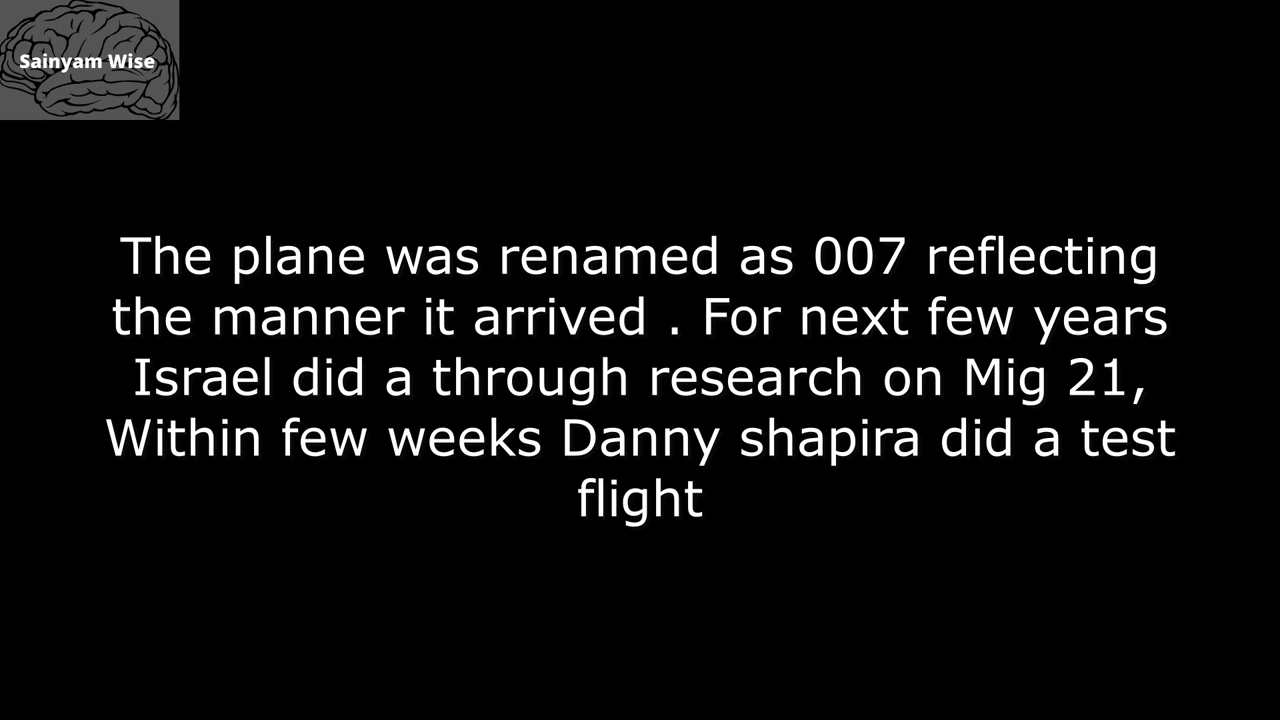 Sainyam Wise
The plane was renamed as 007 reflecting
the manner it arrived . For next few years
Israel did a through research on Mig 21,
Within few weeks Danny shapira did a test
flight